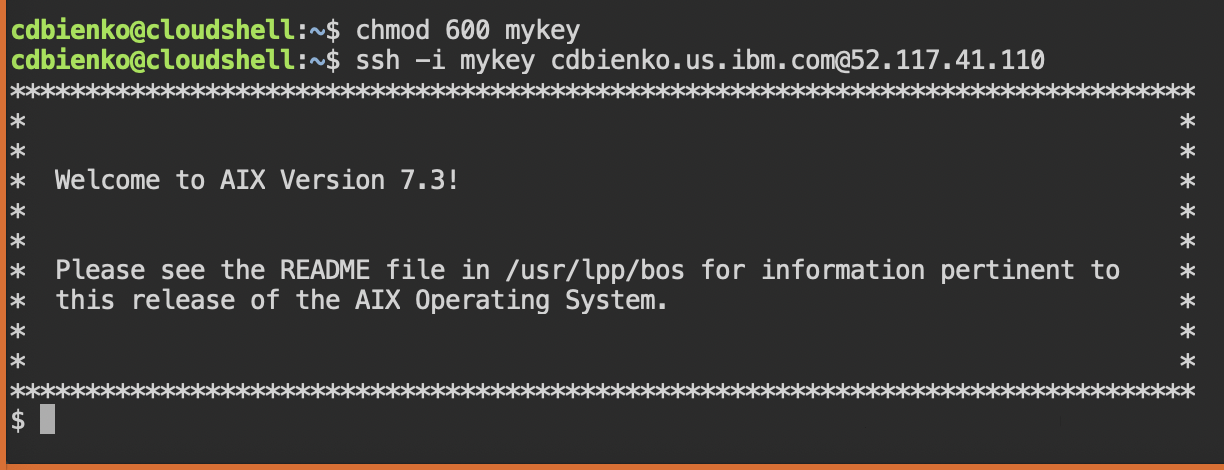 cdbienko@cloudshell:~$ chmod 600 mykey
cdbienko@cloudshell:~$ ssh -i mykey cdbienko.us.ibm.com@52.117.41.110
*******************************************************************************
*                                                                             *
*                                                                             *
*  Welcome to AIX Version 7.3!                                                *
*                                                                             *
*                                                                             *
*  Please see the README file in /usr/lpp/bos for information pertinent to    *
*  this release of the AIX Operating System.                                  *
*                                                                             *
*                                                                             *
*******************************************************************************
$